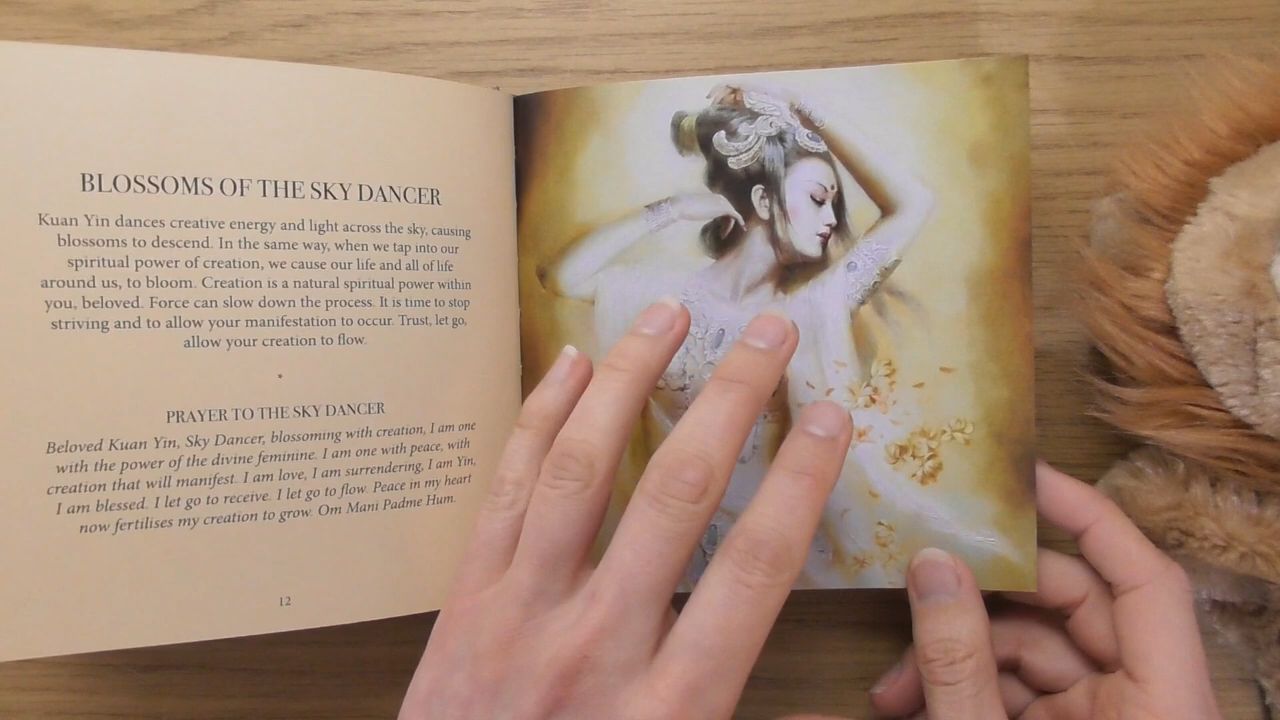 BLOSSOMS OF THE SKY DANCER
Kuan Yin dances creative energy and light across the sky, causing
blossoms to descend. In the same way, when we tap into our
spiritual power of creation, we cause our life and all of life
around us, to bloom. Creation is a natural spiritual power within
you, beloved. Force can slow down the process. It is time to stop
striving and to allow your manifestation to occur. Trust, let go,
allow your creation to flow.
*
PRAYER TO THE SKY DANCER
Beloved Kuan Yin, Sky Dancer, blossoming with creation, I am one
with the power of the divine feminine. I am one with peace, with
creation that will manifest. I am love, I am surrendering, I am Yin,
I am blessed. I let go to receive. I let go to flow. Peace in my heart
now fertilises my creation to grow. Om Mani Padme Hum.
12